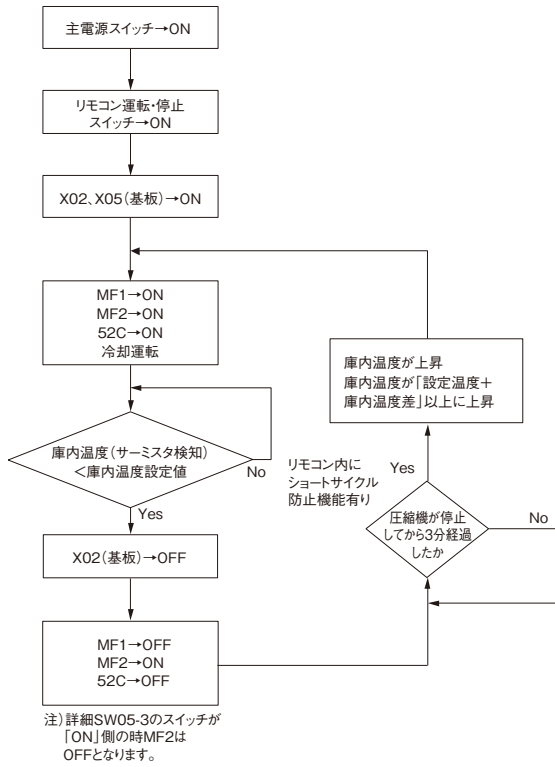 主電源スイッチ→ON
リモコン運転・停止
スイッチ→ON
X02、X05(基板)→ON
MF1→ON
MF2→ON
52C→ON
冷却運転
庫内温度(サーミスタ検知)
<庫内温度設定値
No
Yes
X02(基板)→OFF
MF1→OFF
MF2→ON
52C→OFF
注)詳細SW05-3のスイッチが
「ON」側の時MF2は
OFFとなります。
庫内温度が上昇
庫内温度が「設定温度+
庫内温度差」以上に上昇
リモコン内に
ショートサイクル
防止機能有り
Yes
圧縮機が停止
してから3分経過
したか
No